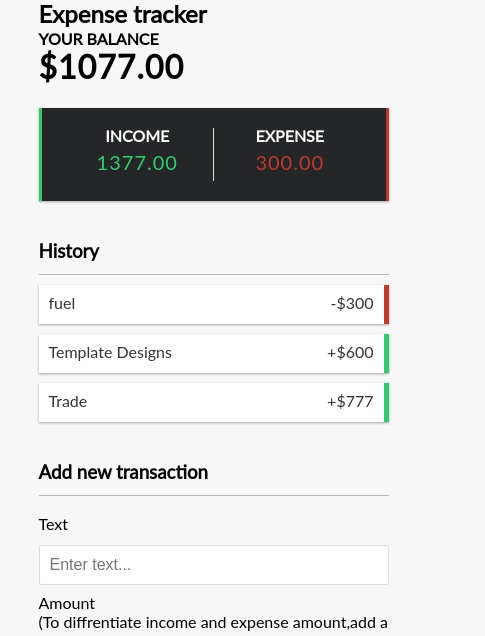 Expense tracker
YOUR BALANCE
$1077.00
INCOME EXPENSE
1377.00 300.00
History
fuel -$300
Template Designs +$600
Trade +$777
Add new transaction
Text
Enter text...
Amount
(To diffrentiate income and expense amount,add a